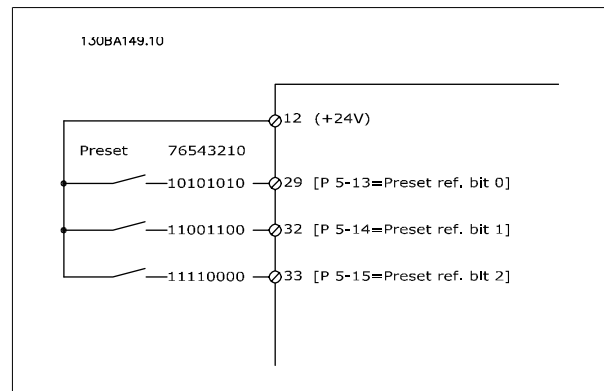 130BA149.10
12 (+24V)
Preset 76543210
10101010 29 [P 5-13=Preset ref. bit 0]
11001100 32 [P 5-14=Preset ref. bit 1]
11110000 33 [P 5-15=Preset ref. bit 2]